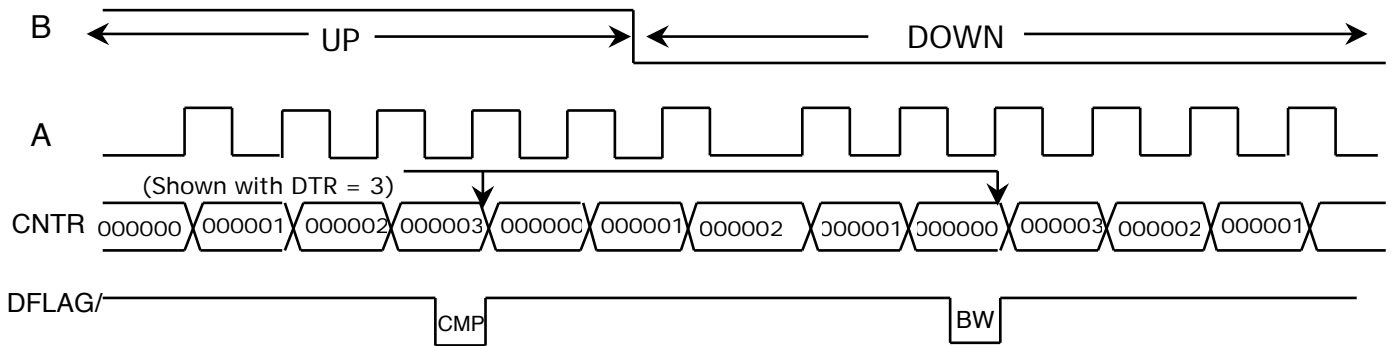 B
UP
DOWN
A
(Shown with DTR = 3)
CNTR 000000 000001 000002 000003 000000 000001 000002 000001 000000 000003 000002 000001
DFLAG/
CMP
BW